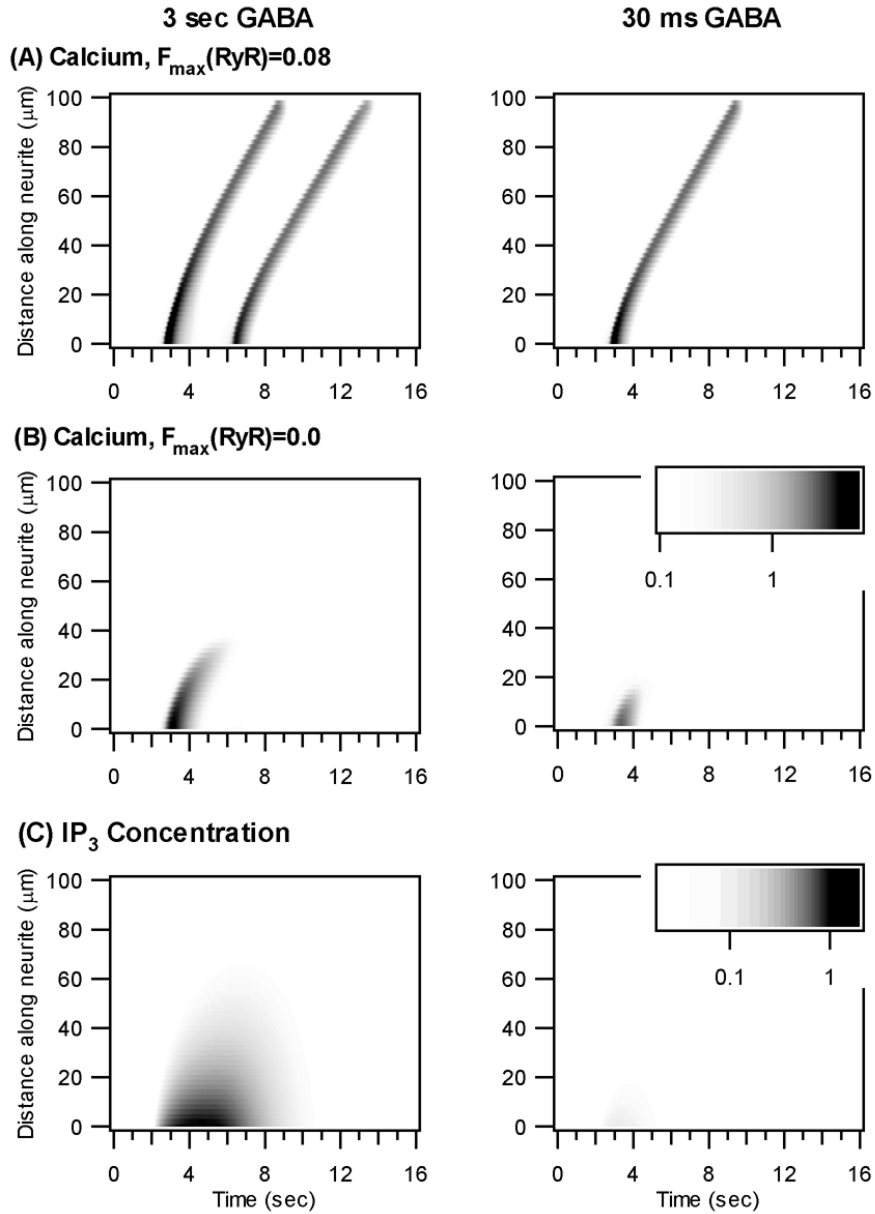 3 sec GABA
30 ms GABA
(A) Calcium, Fmax(RyR)=0.08
Distance along neurite (μm)
100
80
60
40
20
0
0 4 8 12 16
100
80
60
40
20
0
0 4 8 12 16
(B) Calcium, Fmax(RyR)=0.0
Distance along neurite (μm)
100
80
60
40
20
0
0 4 8 12 16
100
80
60
40
20
0
0 4 8 12 16
0.1 1
(C) IP3 Concentration
Distance along neurite (μm)
100
80
60
40
20
0
0 4 8 12 16
Time (sec)
100
80
60
40
20
0
0 4 8 12 16
Time (sec)
0.1 1